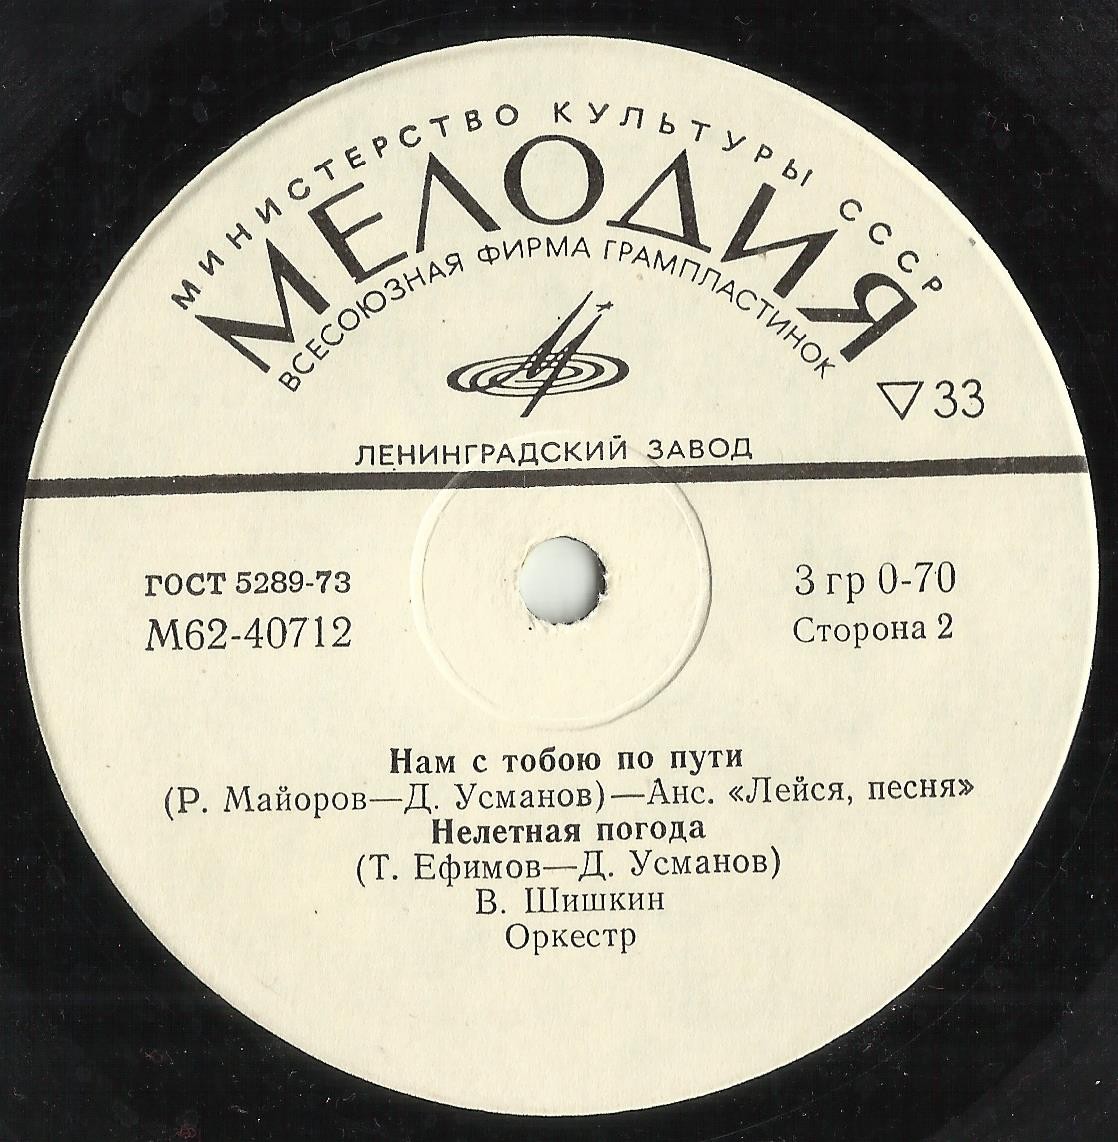 МИНИСТЕРСТВО КУЛЬТУРЫ СССР
МЕЛОДИЯ
ВСЕСОЮЗНАЯ ФИРМА ГРАМПЛАСТИНОК
33
ЛЕНИНГРАДСКИЙ ЗАВОД
ГОСТ 5289-73
М62-40712
3 гр 0-70
Сторона 2
Нам с тобою по пути
(Р. Майоров—Д. Усманов)—Анс. «Лейся, песня»
Нелетная погода
(Т. Ефимов—Д. Усманов)
В. Шишкин
Оркестр